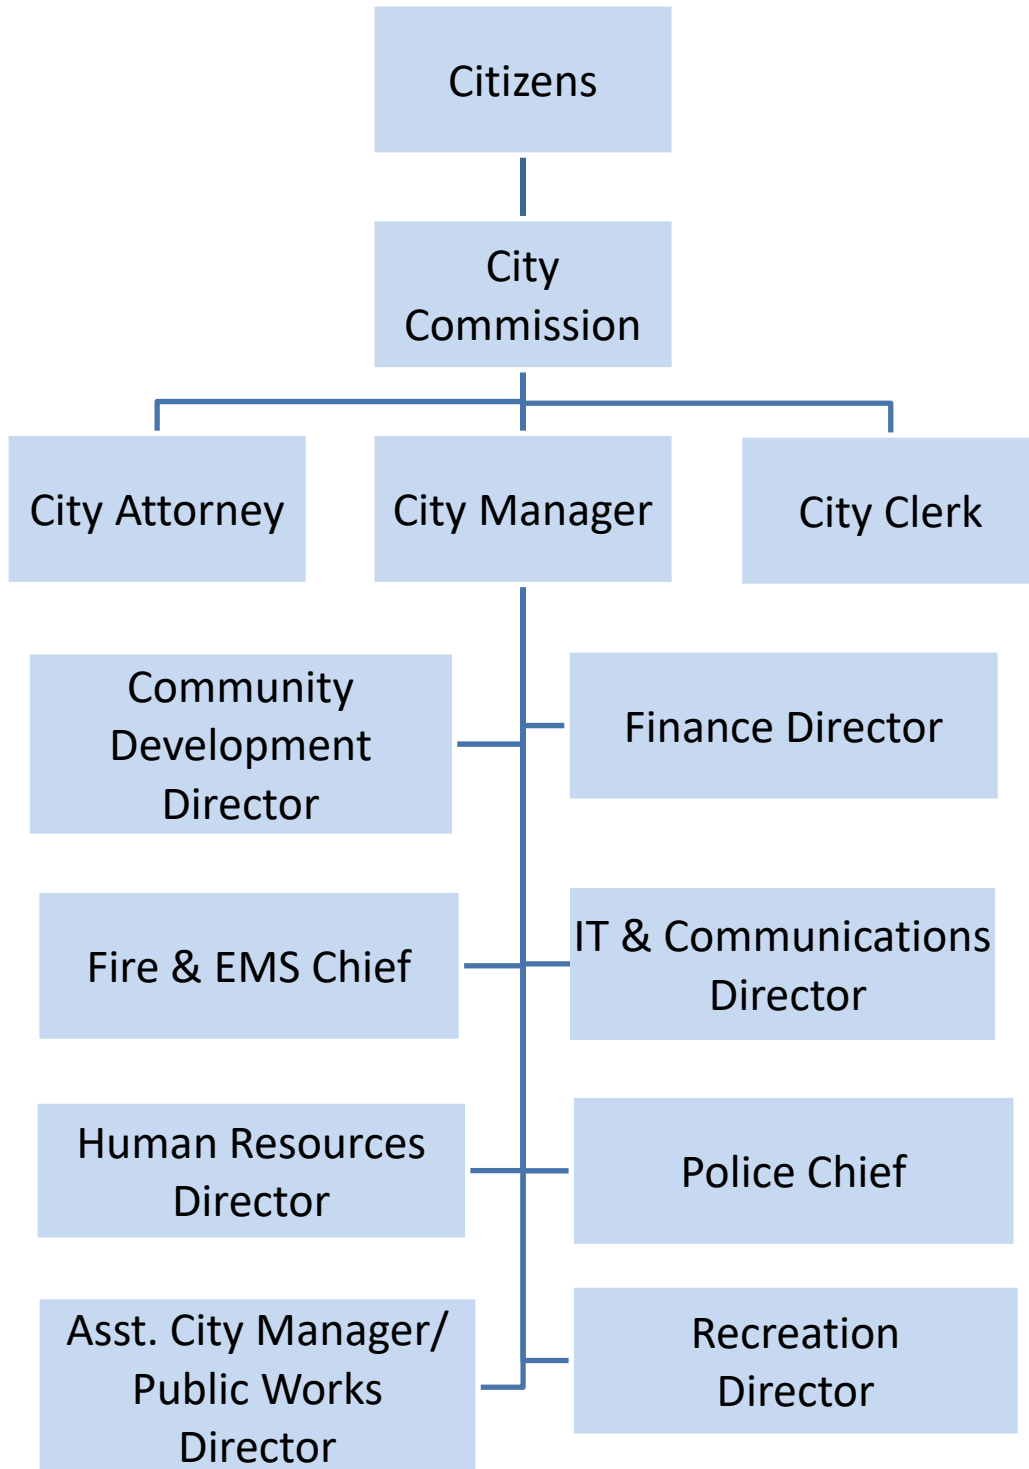 Citizens
City
Commission
City Attorney
City Manager
City Clerk
Community
Development
Director
Finance Director
Fire & EMS Chief
IT & Communications
Director
Human Resources
Director
Police Chief
Asst. City Manager/
Public Works
Director
Recreation
Director